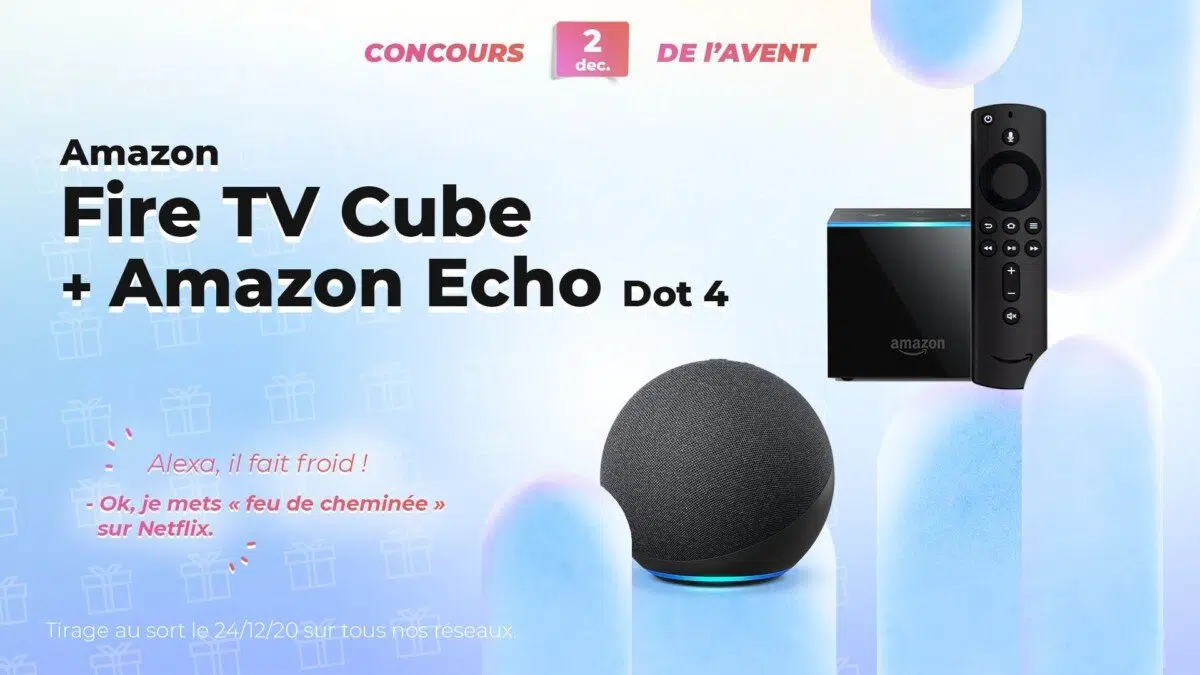 CONCOURS 2 dec. DE l'AVENT
Amazon
Fire TV Cube
+ Amazon Echo Dot 4
amazon
Alexa, il fait froid !
- Ok, je mets « feu de cheminée »
sur Netflix.
Tirage au sort le 24/12/20 sur tous nos réseaux.